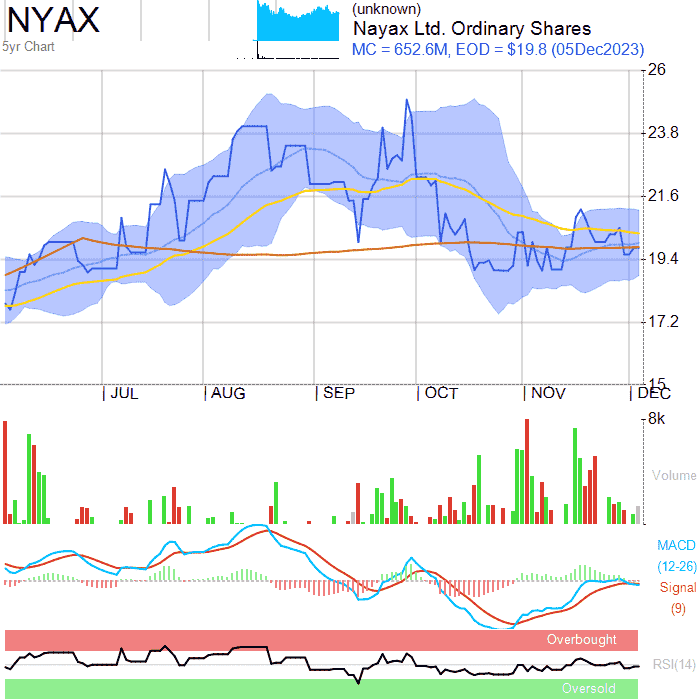 NYAX
5yr Chart
(unknown)
Nayax Ltd. Ordinary Shares
MC = 652.6M, EOD = $19.8 (05Dec2023)
26
23.8
21.6
19.4
17.2
15
JUL AUG SEP OCT NOV DEC
8k
Volume
MACD
(12-26)
Signal
(9)
Overbought
RSI(14)
Oversold